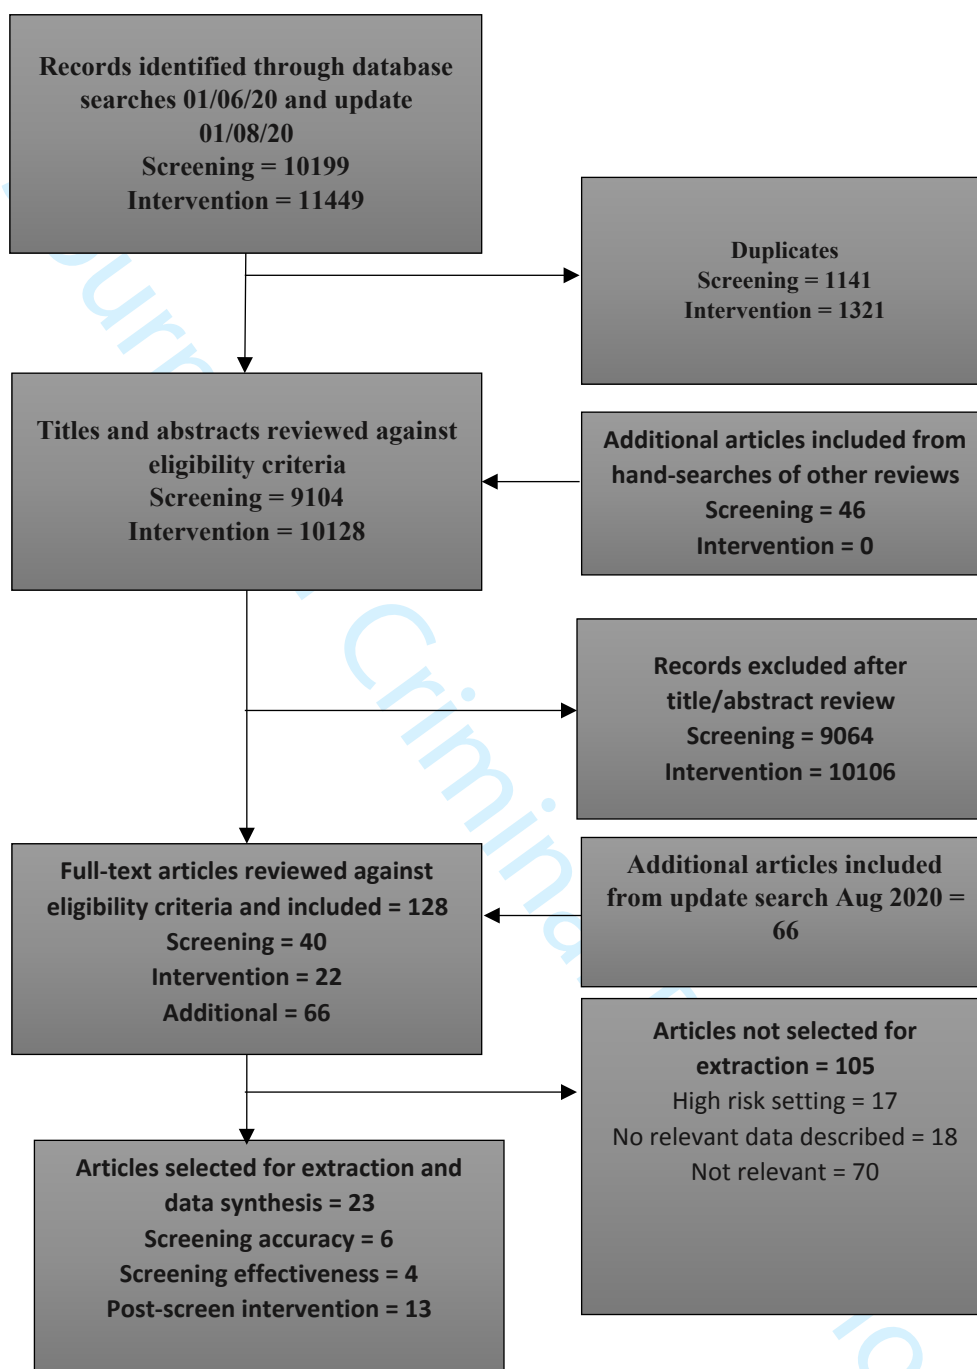 Records identified through database
searches 01/06/20 and update
01/08/20
Screening = 10199
Intervention = 11449
Duplicates
Screening = 1141
Intervention = 1321
Titles and abstracts reviewed against
eligibility criteria
Screening = 9104
Intervention = 10128
Additional articles included from
hand-searches of other reviews
Screening = 46
Intervention = 0
Records excluded after
title/abstract review
Screening = 9064
Intervention = 10106
Full-text articles reviewed against
eligibility criteria and included = 128
Screening = 40
Intervention = 22
Additional = 66
Additional articles included
from update search Aug 2020 =
66
Articles not selected for
extraction = 105
High risk setting = 17
No relevant data described = 18
Not relevant = 70
Articles selected for extraction and
data synthesis = 23
Screening accuracy = 6
Screening effectiveness = 4
Post-screen intervention = 13